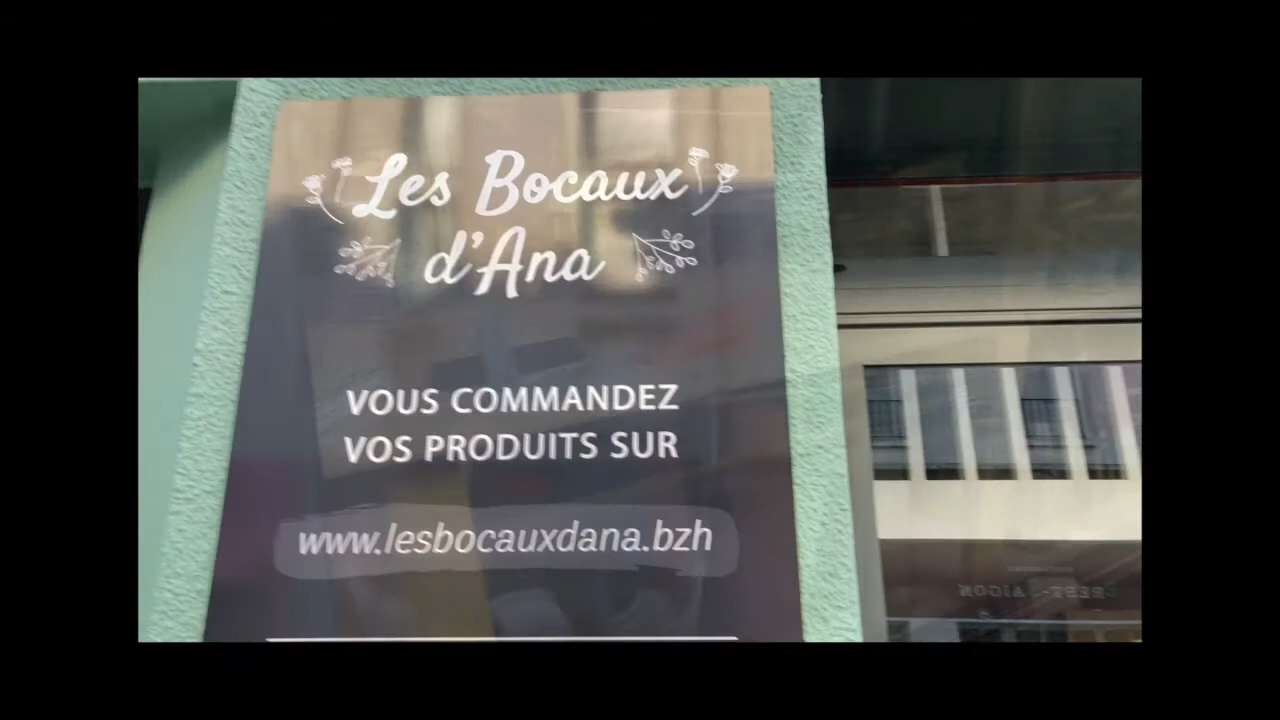 Les Bocaux
d'Ana
VOUS COMMANDEZ
VOS PRODUITS SUR
www.lesbocauxdana.bzh